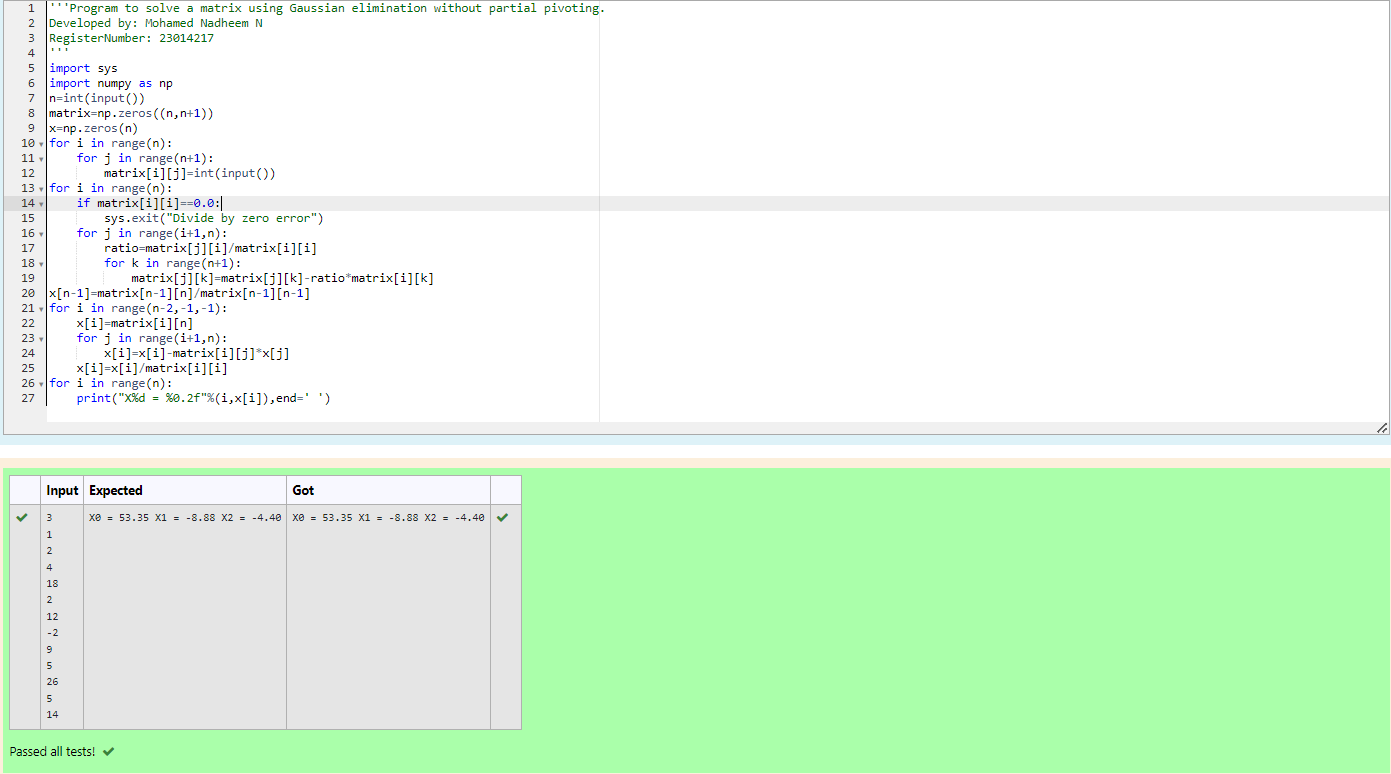 1 '''Program to solve a matrix using Gaussian elimination without partial pivoting.
2 Developed by: Mohamed Nadheem N
3 RegisterNumber: 23014217
4 '''
5 import sys
6 import numpy as np
7 n=int(input())
8 matrix=np.zeros((n,n+1))
9 x=np.zeros(n)
10 for i in range(n):
11     for j in range(n+1):
12         matrix[i][j]=int(input())
13 for i in range(n):
14     if matrix[i][i]==0.0:
15         sys.exit("Divide by zero error")
16     for j in range(i+1,n):
17         ratio=matrix[j][i]/matrix[i][i]
18         for k in range(n+1):
19             matrix[j][k]=matrix[j][k]-ratio*matrix[i][k]
20 x[n-1]=matrix[n-1][n]/matrix[n-1][n-1]
21 for i in range(n-2,-1,-1):
22     x[i]=matrix[i][n]
23     for j in range(i+1,n):
24         x[i]=x[i]-matrix[i][j]*x[j]
25     x[i]=x[i]/matrix[i][i]
26 for i in range(n):
27     print("X%d = %0.2f"%(i,x[i]),end=' ')
Input Expected Got
3 X0 = 53.35 X1 = -8.88 X2 = -4.40 X0 = 53.35 X1 = -8.88 X2 = -4.40
1
2
4
18
2
12
-2
9
5
26
5
14
Passed all tests!